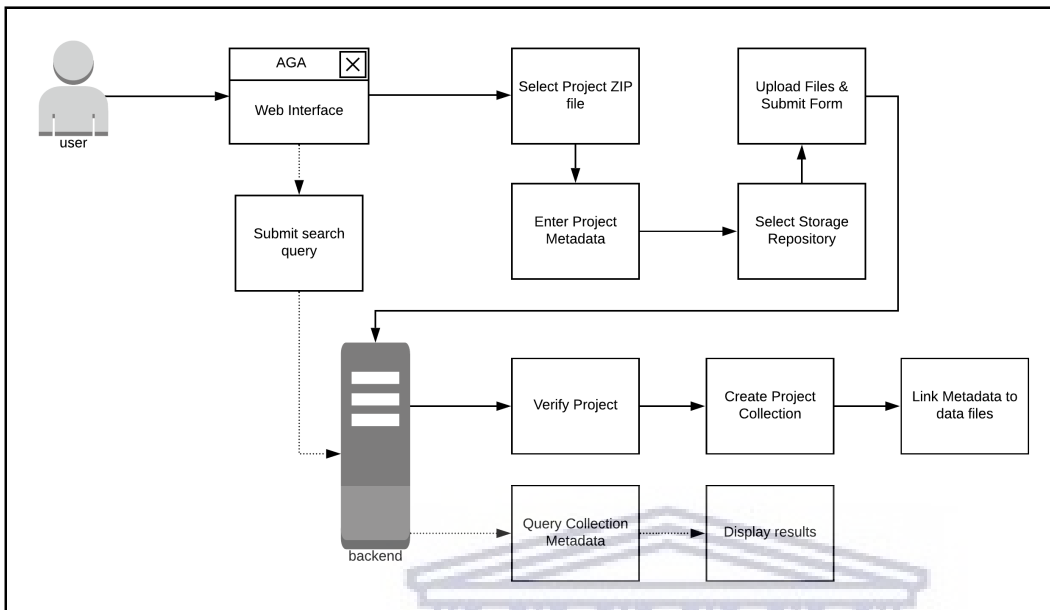 AGA
Web Interface
user
Select Project ZIP
file
Upload Files &
Submit Form
Enter Project
Metadata
Select Storage
Repository
Submit search
query
Verify Project
Create Project
Collection
Link Metadata to
data files
Query Collection
Metadata
Display results
backend